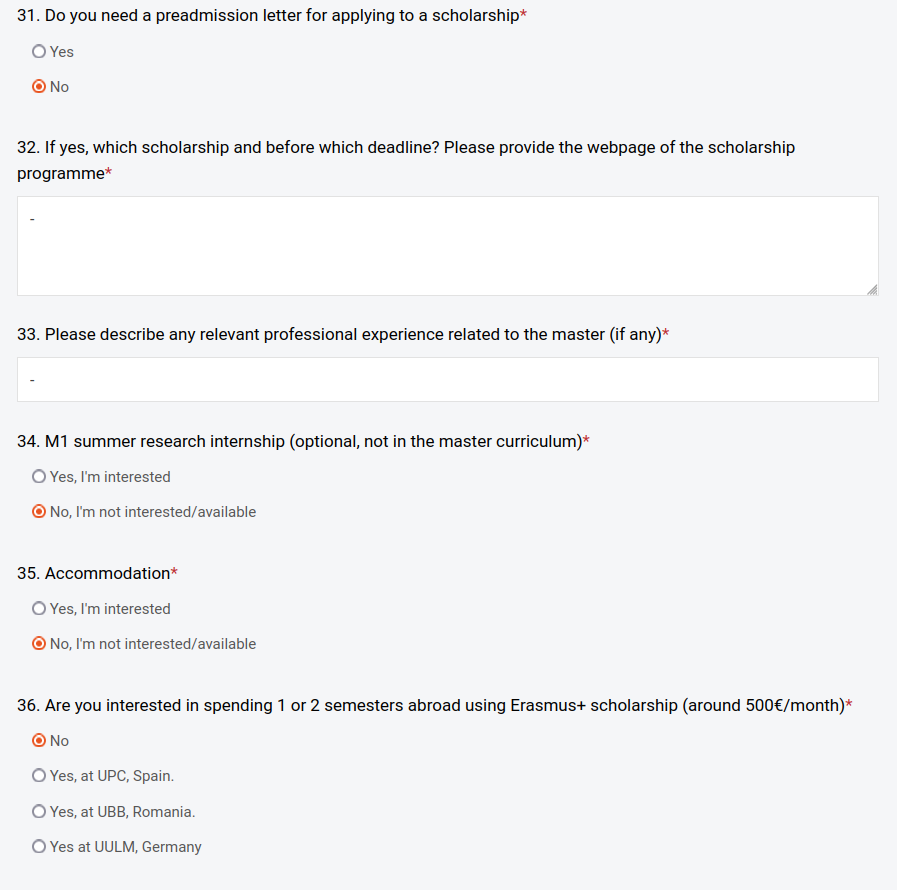 31. Do you need a preadmission letter for applying to a scholarship*
Yes
No
32. If yes, which scholarship and before which deadline? Please provide the webpage of the scholarship
programme*
-
33. Please describe any relevant professional experience related to the master (if any)*
-
34. M1 summer research internship (optional, not in the master curriculum)*
Yes, I'm interested
No, I'm not interested/available
35. Accommodation*
Yes, I'm interested
No, I'm not interested/available
36. Are you interested in spending 1 or 2 semesters abroad using Erasmus+ scholarship (around 500€/month)*
No
Yes, at UPC, Spain.
Yes, at UBB, Romania.
Yes at UULM, Germany